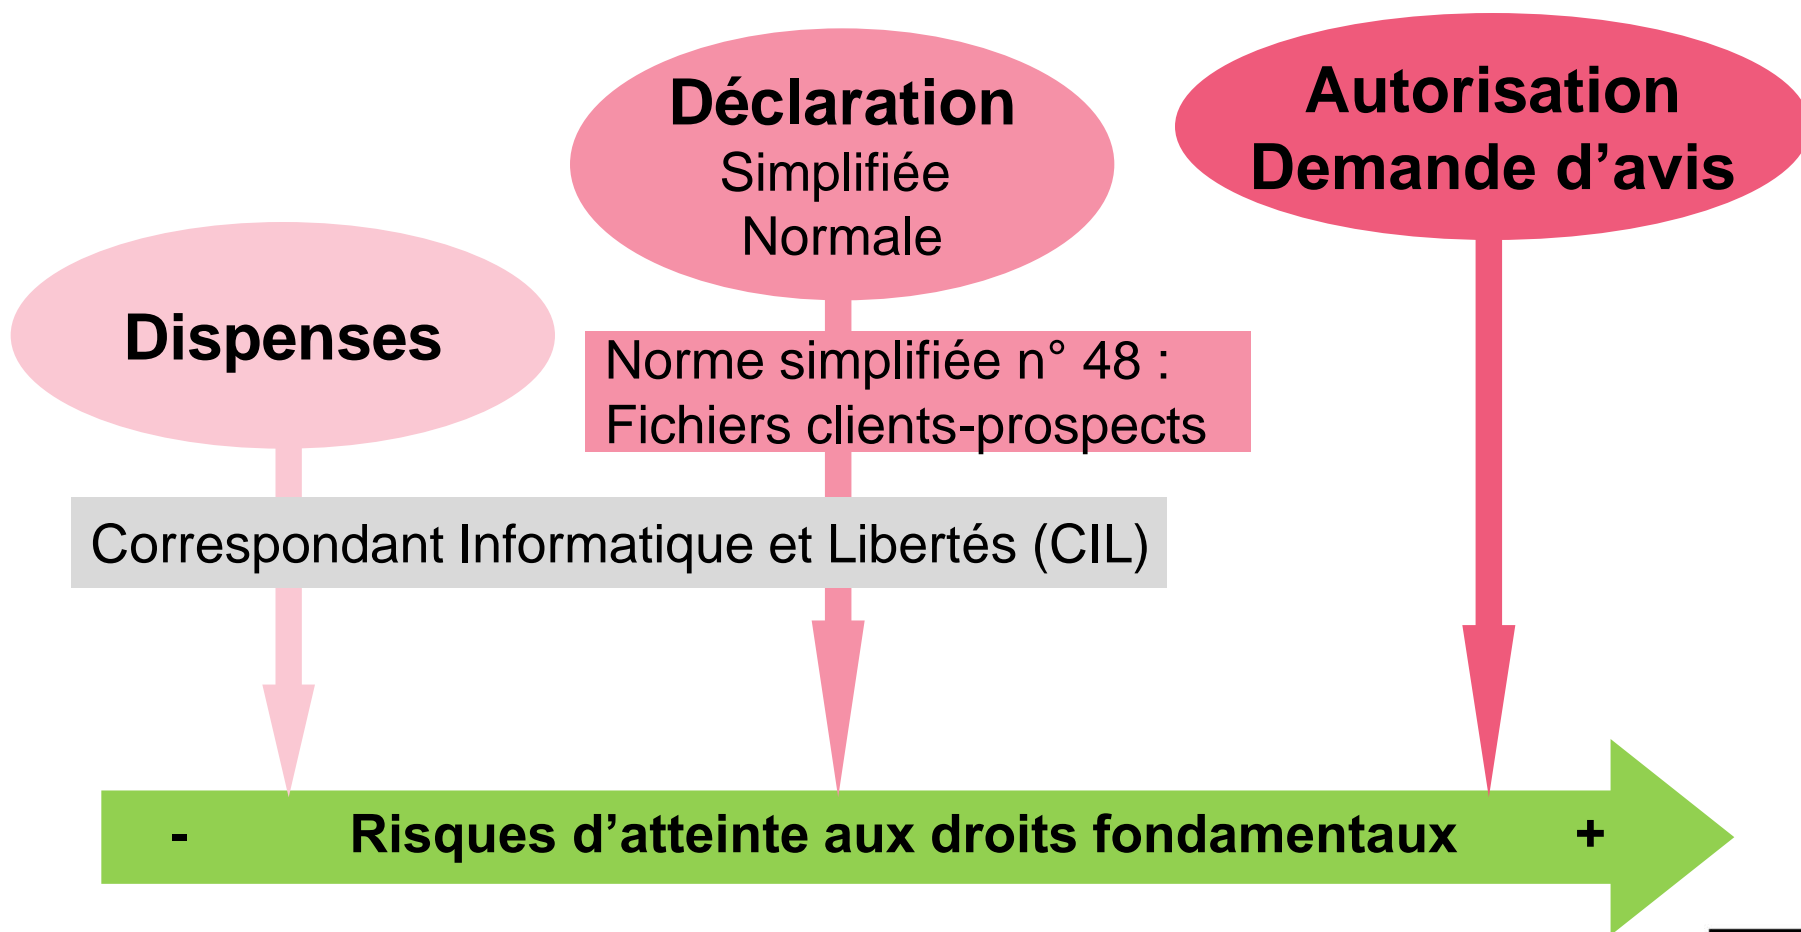 Déclaration
Simplifiée
Normale
Autorisation
Demande d’avis
Dispenses
Norme simplifiée n° 48 :
Fichiers clients-prospects
Correspondant Informatique et Libertés (CIL)
- Risques d’atteinte aux droits fondamentaux +